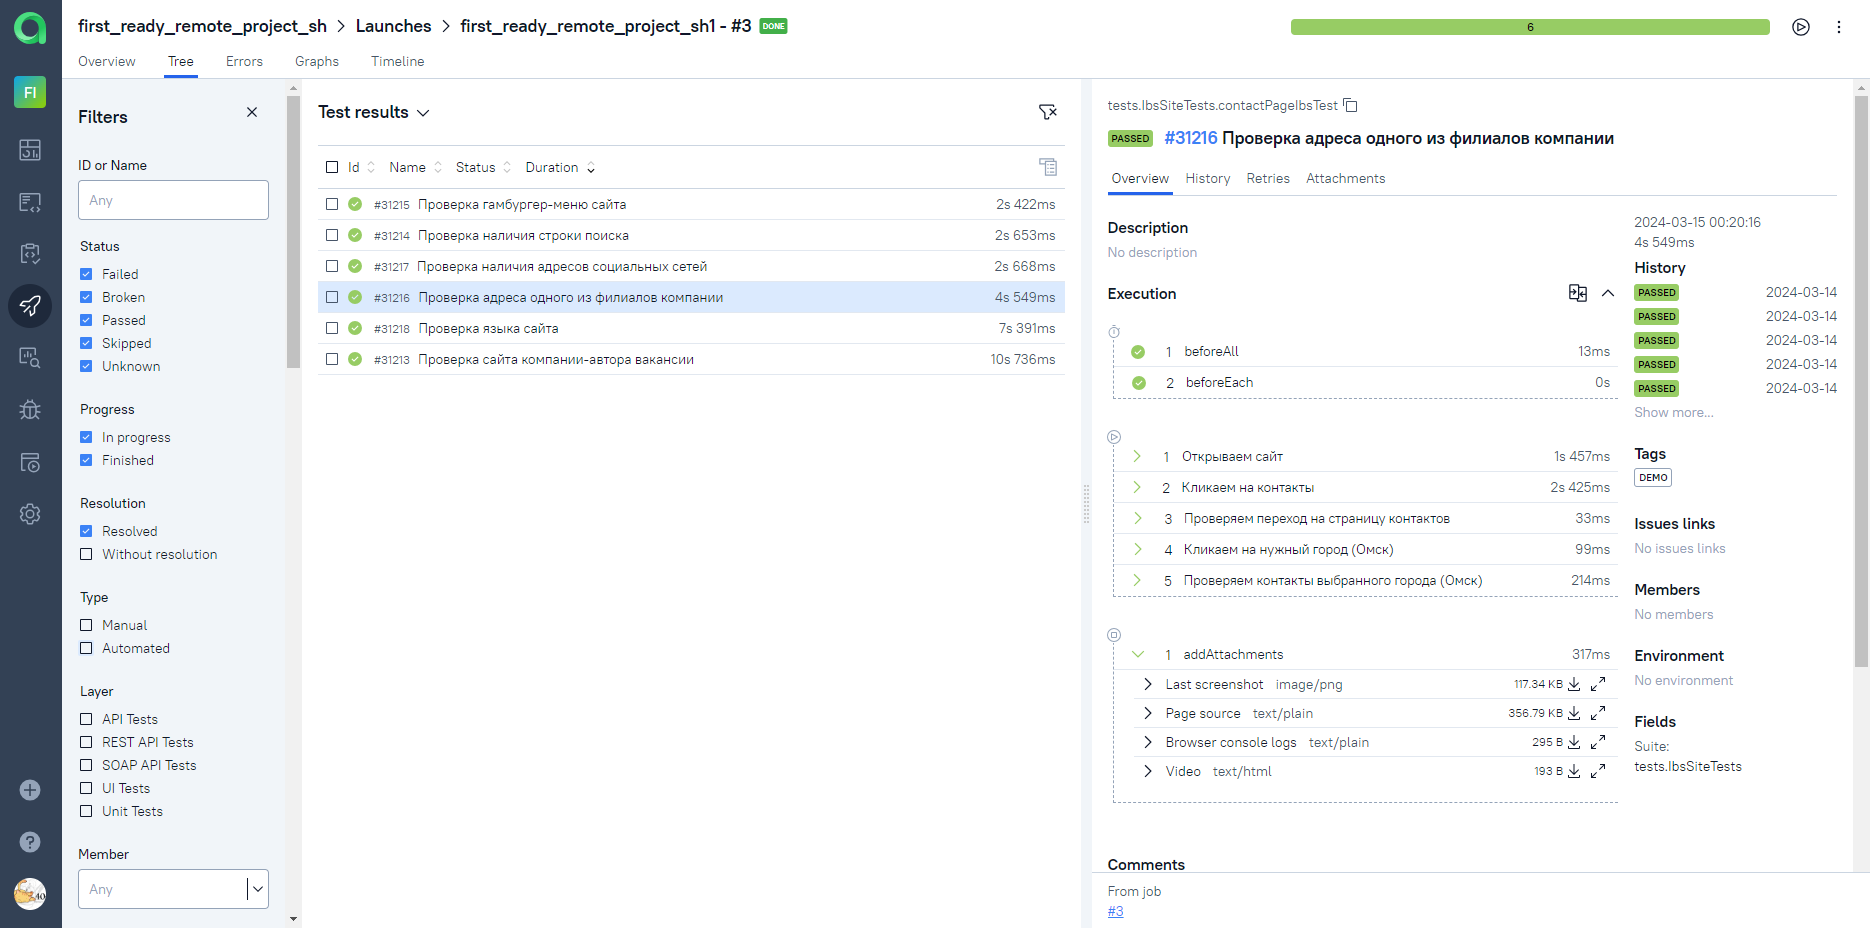 first_ready_remote_project_sh > Launches > first_ready_remote_project_sh1 - #3 DONE
6
Overview Tree Errors Graphs Timeline
FI
Filters
ID or Name
Any
Status
Failed
Broken
Passed
Skipped
Unknown
Progress
In progress
Finished
Resolution
Resolved
Without resolution
Type
Manual
Automated
Layer
API Tests
REST API Tests
SOAP API Tests
UI Tests
Unit Tests
Member
Any
Test results
Id Name Status Duration
#31215 Проверка гамбургер-меню сайта 2s 422ms
#31214 Проверка наличия строки поиска 2s 653ms
#31217 Проверка наличия адресов социальных сетей 2s 668ms
#31216 Проверка адреса одного из филиалов компании 4s 549ms
#31218 Проверка языка сайта 7s 391ms
#31213 Проверка сайта компании-автора вакансии 10s 736ms
tests.IbsSiteTests.contactPageIbsTest
PASSED #31216 Проверка адреса одного из филиалов компании
Overview History Retries Attachments
Description
No description
Execution
1 beforeAll 13ms
2 beforeEach 0s
1 Открываем сайт 1s 457ms
2 Кликаем на контакты 2s 425ms
3 Проверяем переход на страницу контактов 33ms
4 Кликаем на нужный город (Омск) 99ms
5 Проверяем контакты выбранного города (Омск) 214ms
1 addAttachments 317ms
Last screenshot image/png 117.34 KB
Page source text/plain 356.79 KB
Browser console logs text/plain 295 B
Video text/html 193 B
Comments
From job
#3
2024-03-15 00:20:16
4s 549ms
History
PASSED 2024-03-14
PASSED 2024-03-14
PASSED 2024-03-14
PASSED 2024-03-14
PASSED 2024-03-14
Show more...
Tags
DEMO
Issues links
No issues links
Members
No members
Environment
No environment
Fields
Suite:
tests.IbsSiteTests